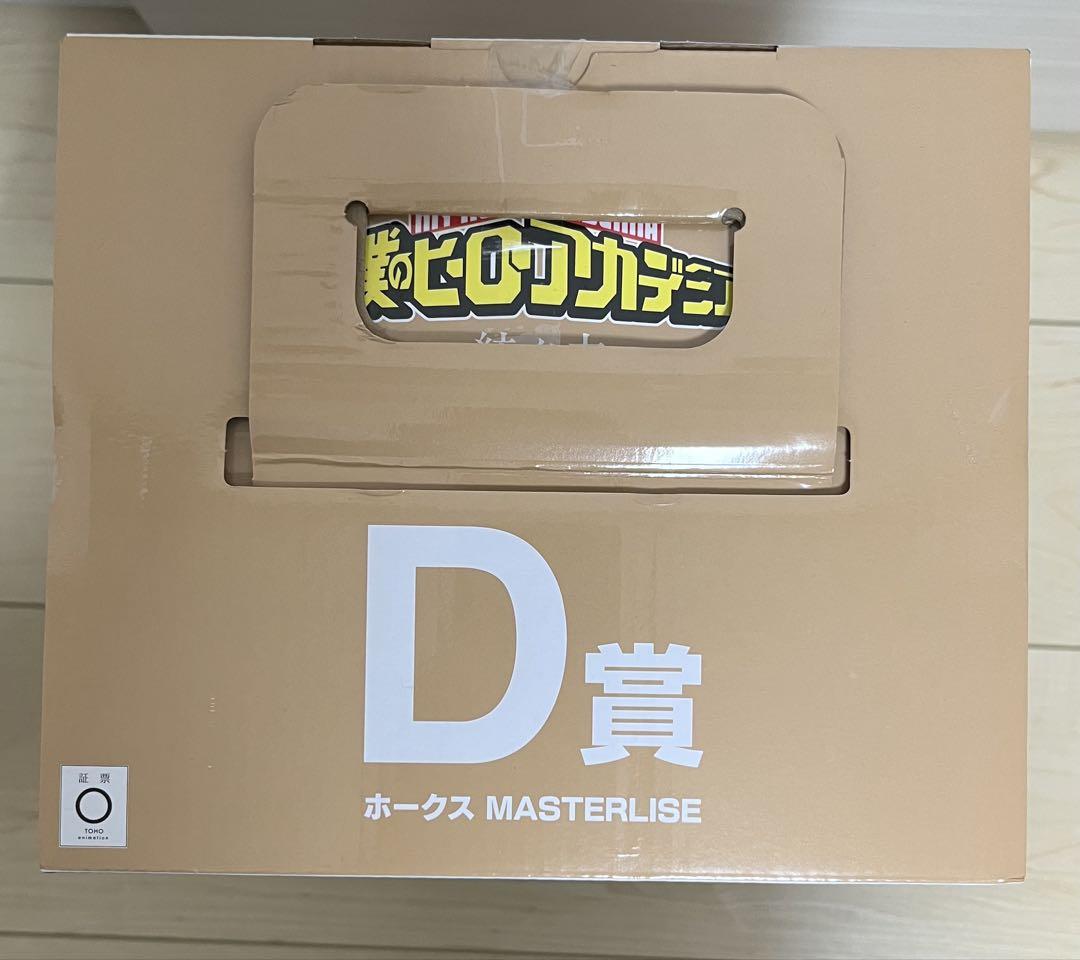 僕のヒーローアカデミア
D賞
ホークス MASTERLISE
証 票
TOHO
animation